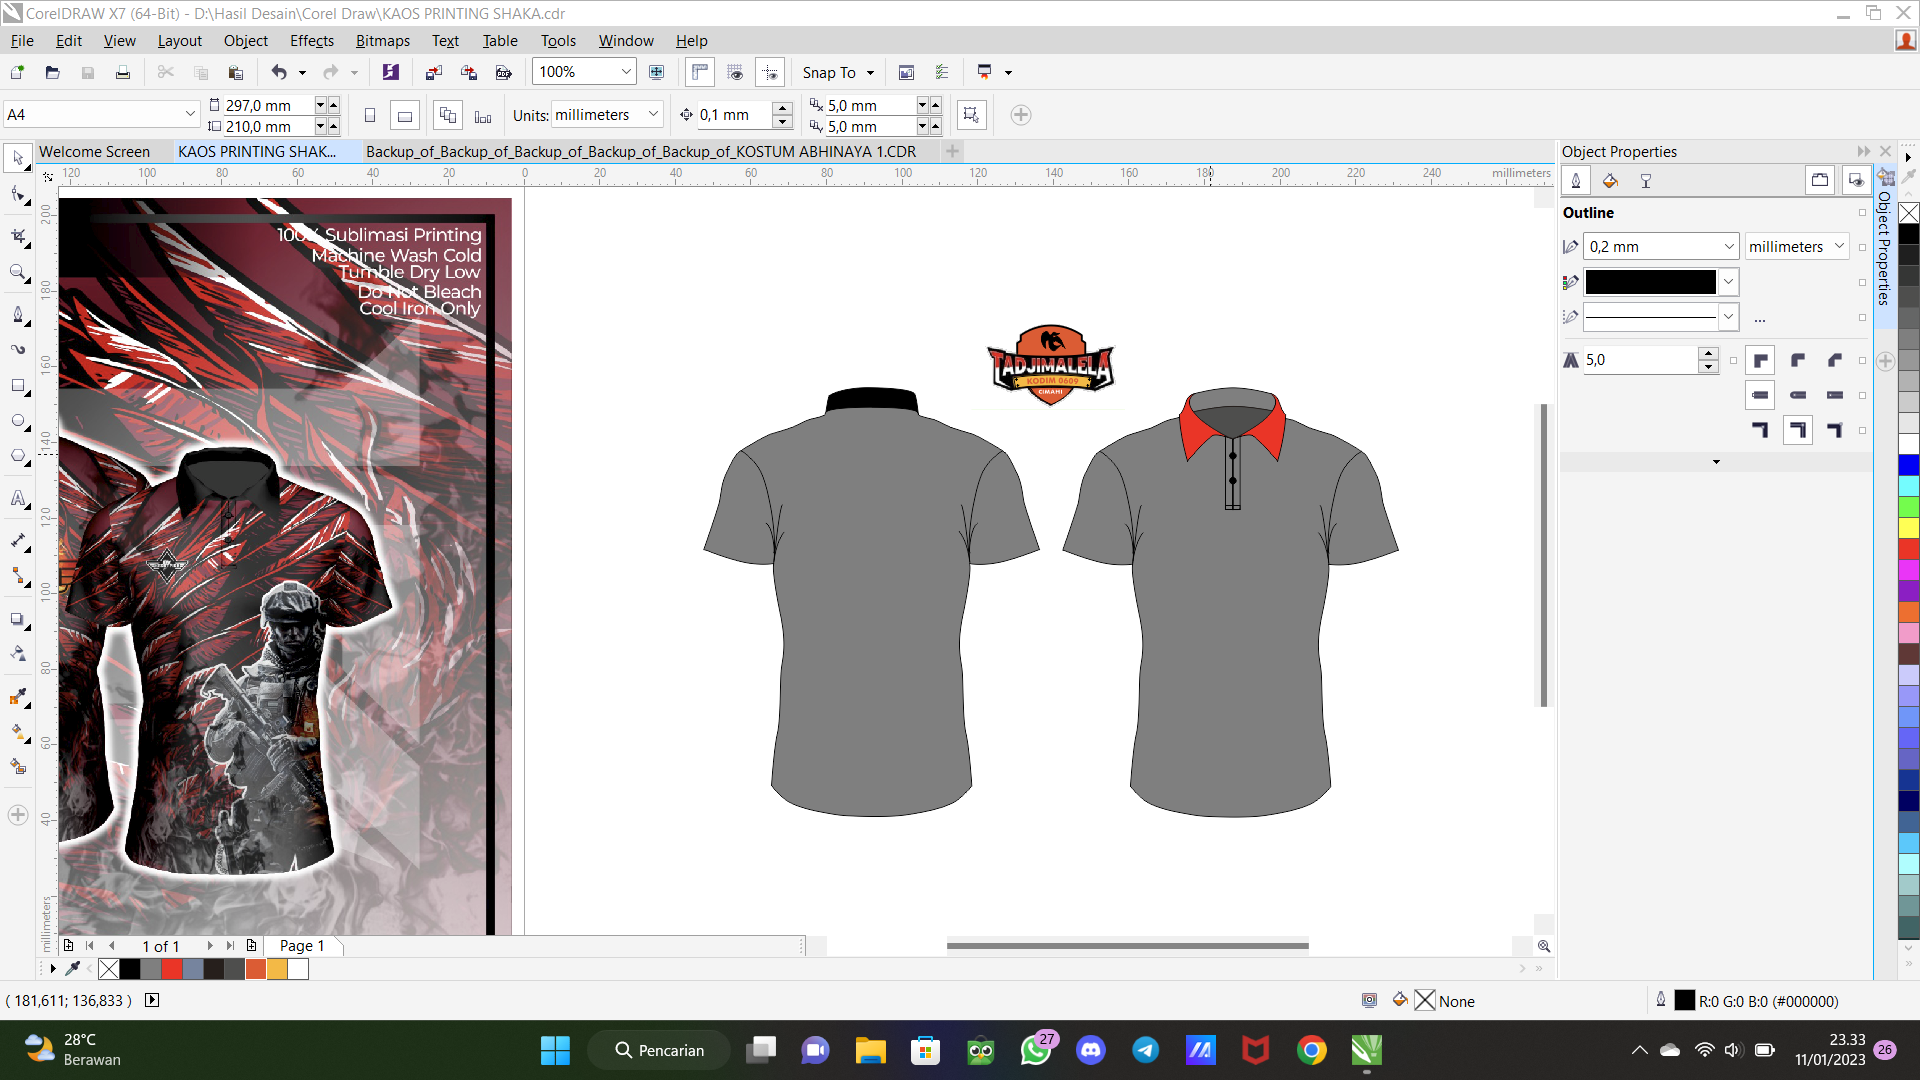 CorelDRAW X7 (64-Bit) - D:\Hasil Desain\Corel Draw\KAOS PRINTING SHAKA.cdr
File Edit View Layout Object Effects Bitmaps Text Table Tools Window Help
100% Snap To
A4 297,0 mm 210,0 mm Units: millimeters 0,1 mm 5,0 mm 5,0 mm
Welcome Screen KAOS PRINTING SHAK... Backup_of_Backup_of_Backup_of_Backup_of_Backup_of_KOSTUM ABHINAYA 1.CDR
Object Properties
120 100 80 60 40 20 0 20 40 60 80 100 120 140 160 180 200 220 240 millimeters
200
180
160
140
120
100
80
60
40
millimeters
100% Sublimasi Printing
Machine Wash Cold
Tumble Dry Low
Do Not Bleach
Cool Iron Only
TADJIMALELA
KODIM 0609
CIMAHI
Outline
0,2 mm millimeters
...
5,0
Object Properties
1 of 1 Page 1
( 181,611; 136,833 ) None R:0 G:0 B:0 (#000000)
28°C
Berawan
Pencarian
27
23.33
11/01/2023
26